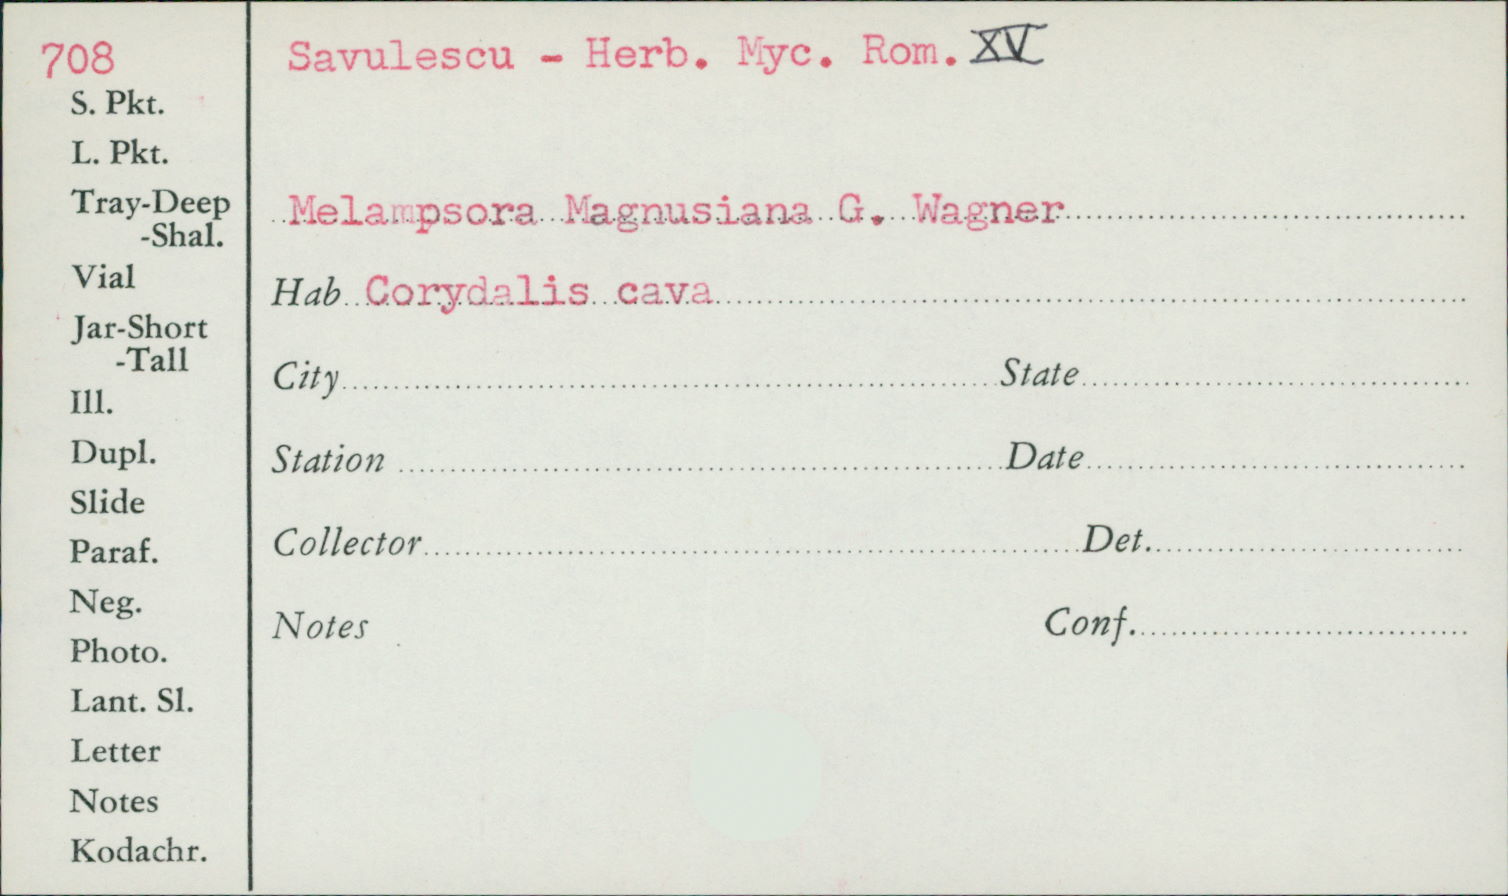 708
S. Pkt.
L. Pkt.
Tray-Deep
-Shal.
Vial
Jar-Short
-Tall
Ill.
Dupl.
Slide
Paraf.
Neg.
Photo.
Lant. Sl.
Letter
Notes
Kodachr.
Savulescu - Herb. Myc. Rom. XV
Melampsora Magnusiana G. Wagner
Hab Corydalis cava
City State
Station Date
Collector Det.
Notes Conf.